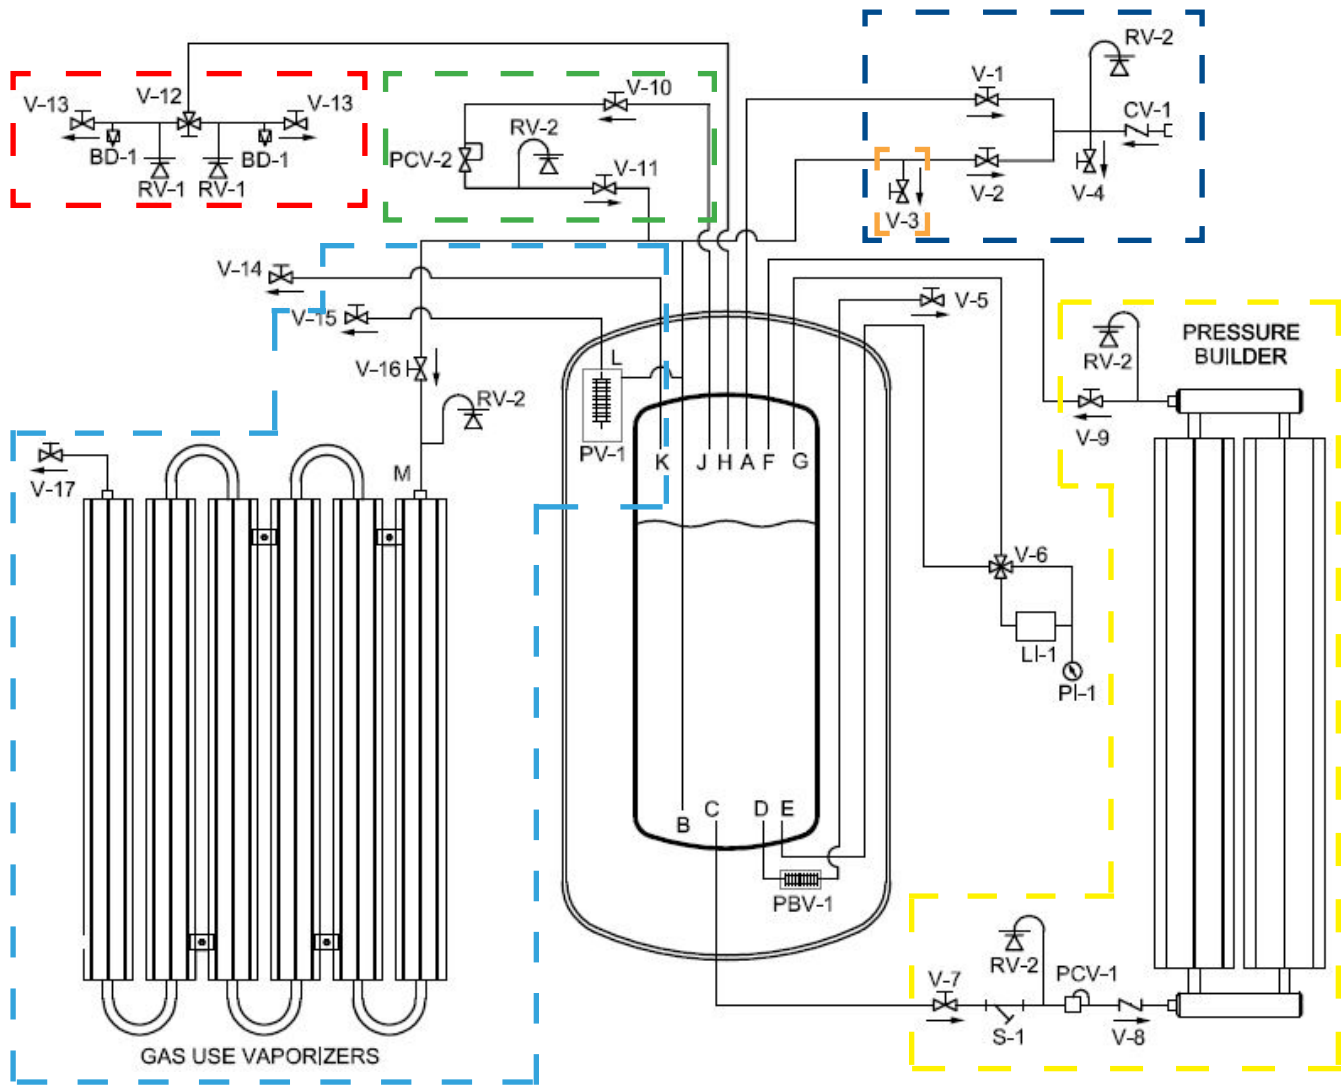 RV-2
V-1
CV-1
V-13
V-12
V-13
BD-1
BD-1
RV-1
RV-1
V-10
RV-2
PCV-2
V-11
V-2
V-4
V-3
V-14
V-15
V-16
RV-2
L
PV-1
K
J
H
A
F
G
V-5
RV-2
PRESSURE
BUILDER
V-9
V-17
M
V-6
LI-1
PI-1
B
C
D
E
PBV-1
V-7
RV-2
PCV-1
S-1
V-8
GAS USE VAPORIZERS